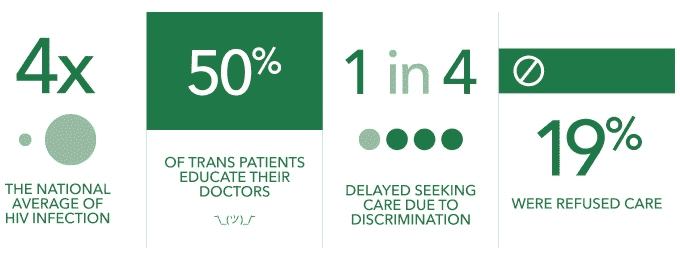 4x
THE NATIONAL
AVERAGE OF
HIV INFECTION
50%
OF TRANS PATIENTS
EDUCATE THEIR
DOCTORS
¯\_(ツ)_/¯
1 in 4
DELAYED SEEKING
CARE DUE TO
DISCRIMINATION
19%
WERE REFUSED CARE